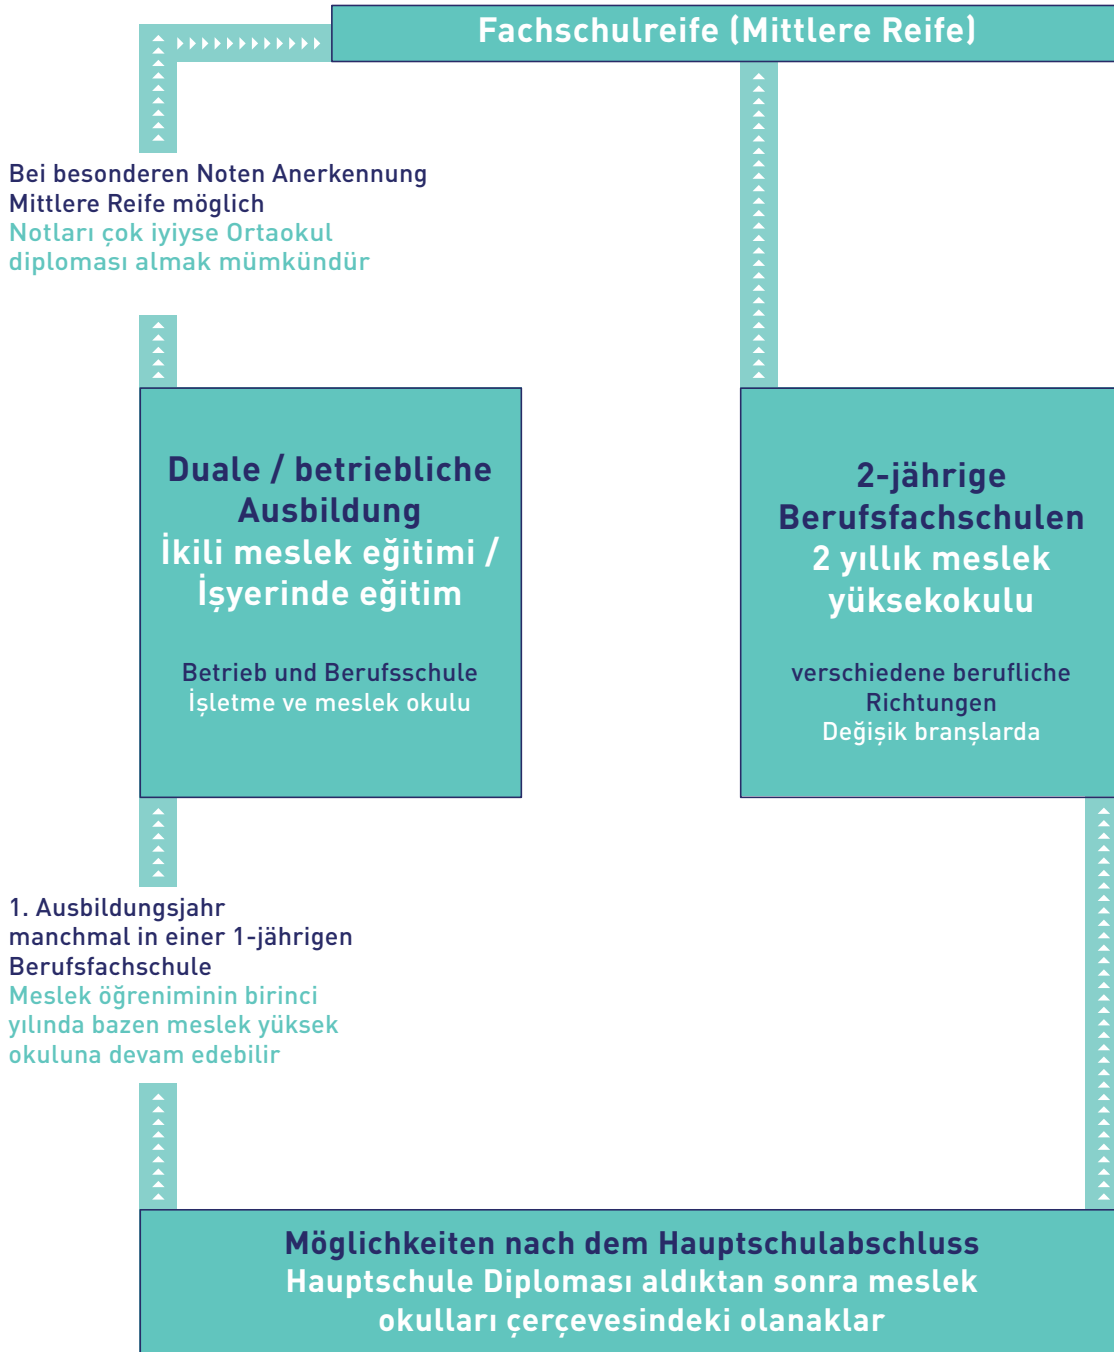 Fachschulreife (Mittlere Reife)
Bei besonderen Noten Anerkennung
Mittlere Reife möglich
Notları çok iyiyse Ortaokul
diploması almak mümkündür
Duale / betriebliche
Ausbildung
İkili meslek eğitimi /
İşyerinde eğitim
Betrieb und Berufsschule
İşletme ve meslek okulu
2-jährige
Berufsfachschulen
2 yıllık meslek
yüksekokulu
verschiedene berufliche
Richtungen
Değişik branşlarda
1. Ausbildungsjahr
manchmal in einer 1-jährigen
Berufsfachschule
Meslek öğreniminin birinci
yılında bazen meslek yüksek
okuluna devam edebilir
Möglichkeiten nach dem Hauptschulabschluss
Hauptschule Diploması aldıktan sonra meslek
okulları çerçevesindeki olanaklar